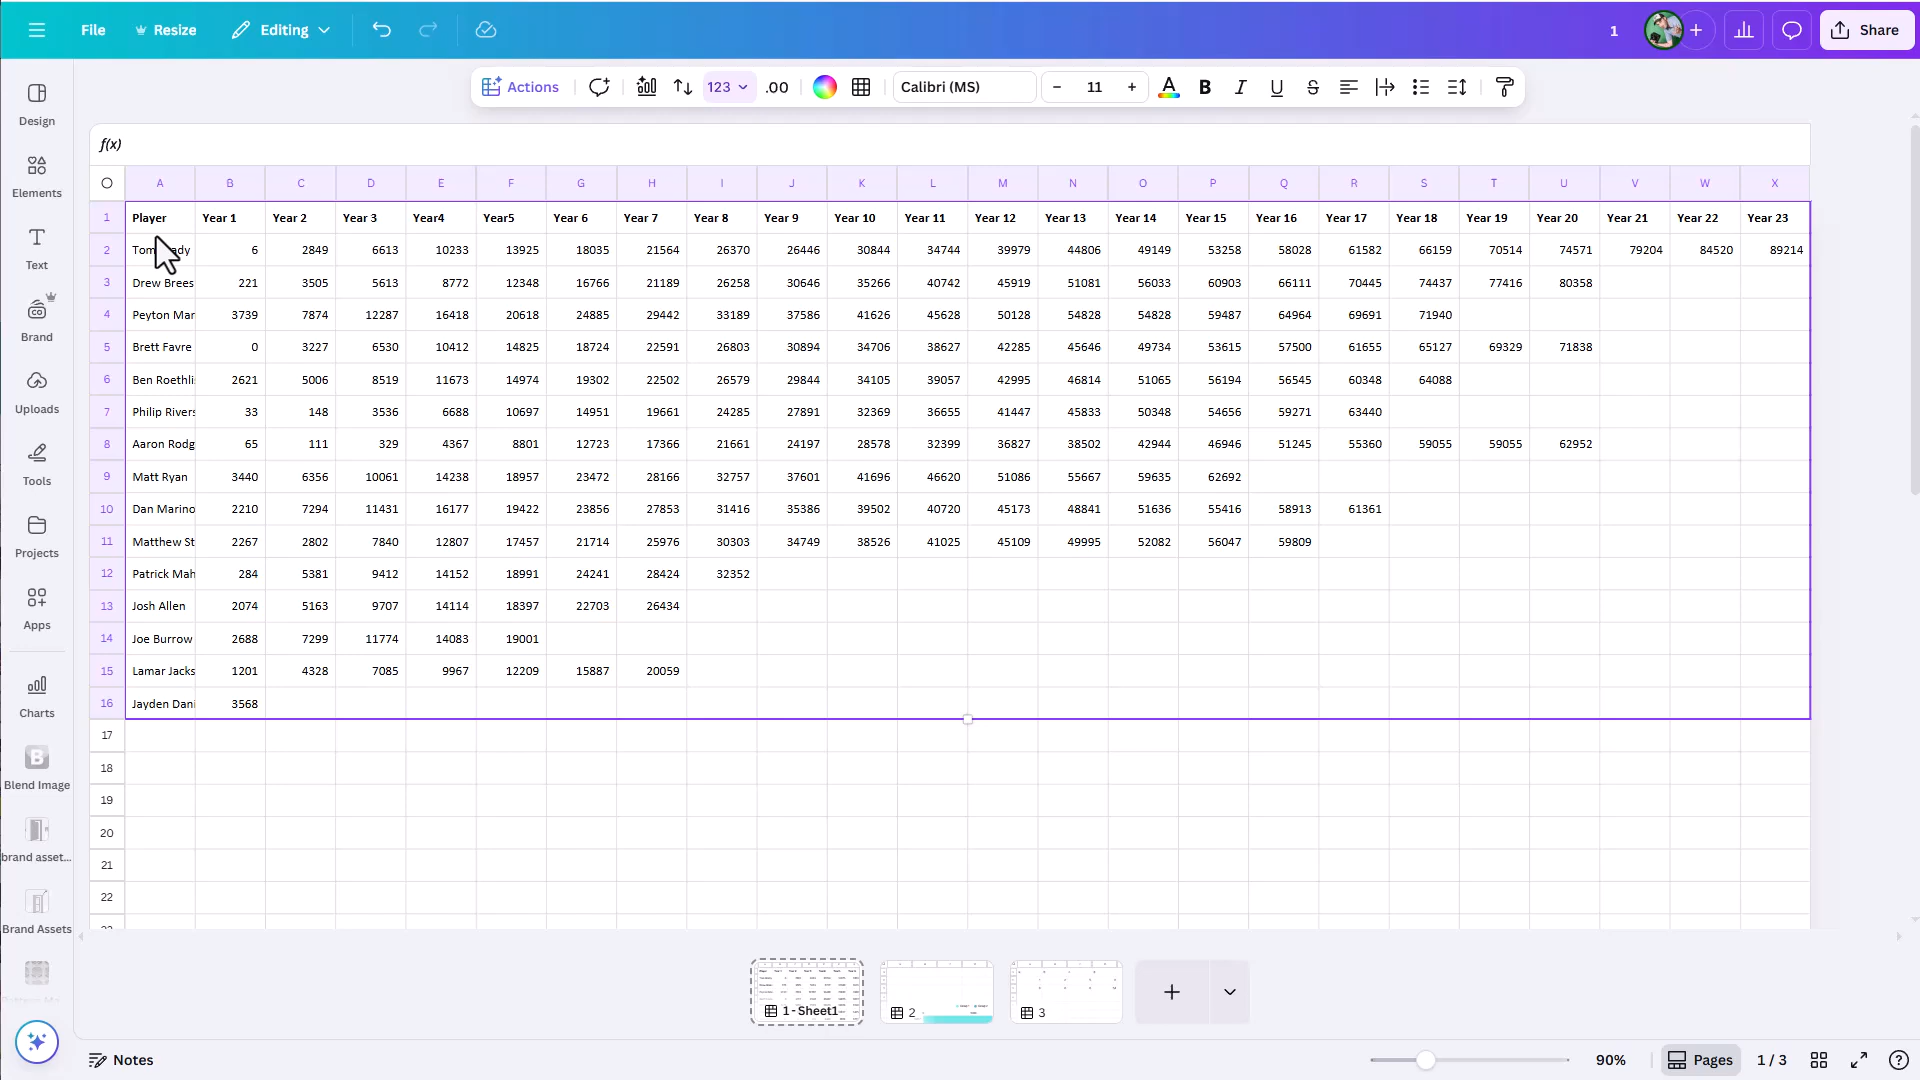 File Resize Editing 1 Share
Actions 123 .00 Calibri (MS) – 11 + A B I U S
Design
Elements
Text
Brand
Uploads
Tools
Projects
Apps
Charts
Blend Image
brand asset...
Brand Assets
f(x)
A B C D E F G H I J K L M N O P Q R S T U V W X
1 Player Year 1 Year 2 Year 3 Year4 Year5 Year 6 Year 7 Year 8 Year 9 Year 10 Year 11 Year 12 Year 13 Year 14 Year 15 Year 16 Year 17 Year 18 Year 19 Year 20 Year 21 Year 22 Year 23
2 Tom ady 6 2849 6613 10233 13925 18035 21564 26370 26446 30844 34744 39979 44806 49149 53258 58028 61582 66159 70514 74571 79204 84520 89214
3 Drew Brees 221 3505 5613 8772 12348 16766 21189 26258 30646 35266 40742 45919 51081 56033 60903 66111 70445 74437 77416 80358
4 Peyton Mar 3739 7874 12287 16418 20618 24885 29442 33189 37586 41626 45628 50128 54828 54828 59487 64964 69691 71940
5 Brett Favre 0 3227 6530 10412 14825 18724 22591 26803 30894 34706 38627 42285 45646 49734 53615 57500 61655 65127 69329 71838
6 Ben Roethli 2621 5006 8519 11673 14974 19302 22502 26579 29844 34105 39057 42995 46814 51065 56194 56545 60348 64088
7 Philip Rivers 33 148 3536 6688 10697 14951 19661 24285 27891 32369 36655 41447 45833 50348 54656 59271 63440
8 Aaron Rodg 65 111 329 4367 8801 12723 17366 21661 24197 28578 32399 36827 38502 42944 46946 51245 55360 59055 59055 62952
9 Matt Ryan 3440 6356 10061 14238 18957 23472 28166 32757 37601 41696 46620 51086 55667 59635 62692
10 Dan Marino 2210 7294 11431 16177 19422 23856 27853 31416 35386 39502 40720 45173 48841 51636 55416 58913 61361
11 Matthew St 2267 2802 7840 12807 17457 21714 25976 30303 34749 38526 41025 45109 49995 52082 56047 59809
12 Patrick Mah 284 5381 9412 14152 18991 24241 28424 32352
13 Josh Allen 2074 5163 9707 14114 18397 22703 26434
14 Joe Burrow 2688 7299 11774 14083 19001
15 Lamar Jacks 1201 4328 7085 9967 12209 15887 20059
16 Jayden Dani 3568
17
18
19
20
21
22
1 - Sheet1 2 3
Notes 90% Pages 1 / 3